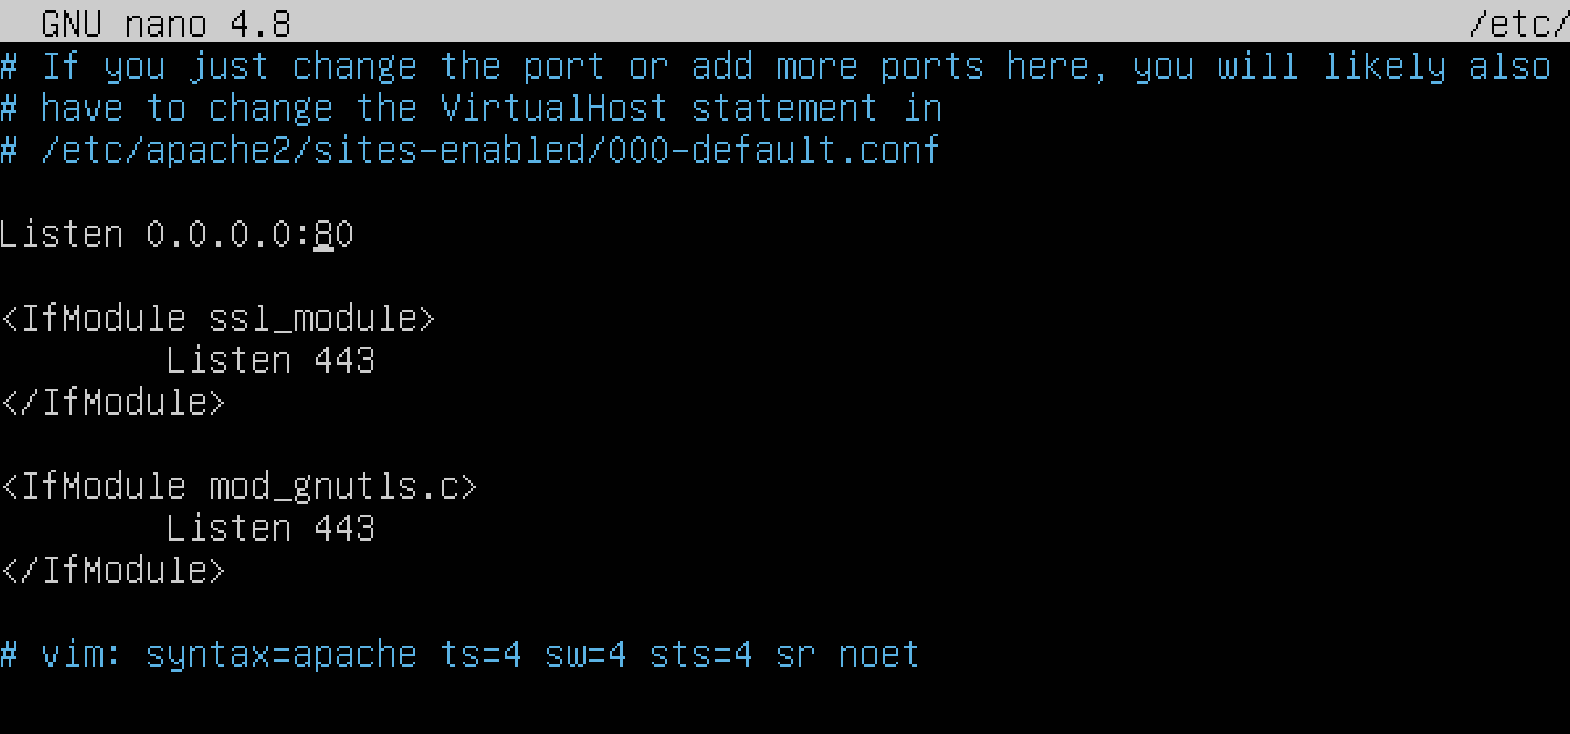 GNU nano 4.8 /etc/
# If you just change the port or add more ports here, you will likely also
# have to change the VirtualHost statement in
# /etc/apache2/sites-enabled/000-default.conf
Listen 0.0.0.0:80
<IfModule ssl_module>
        Listen 443
</IfModule>
<IfModule mod_gnutls.c>
        Listen 443
</IfModule>
# vim: syntax=apache ts=4 sw=4 sts=4 sr noet